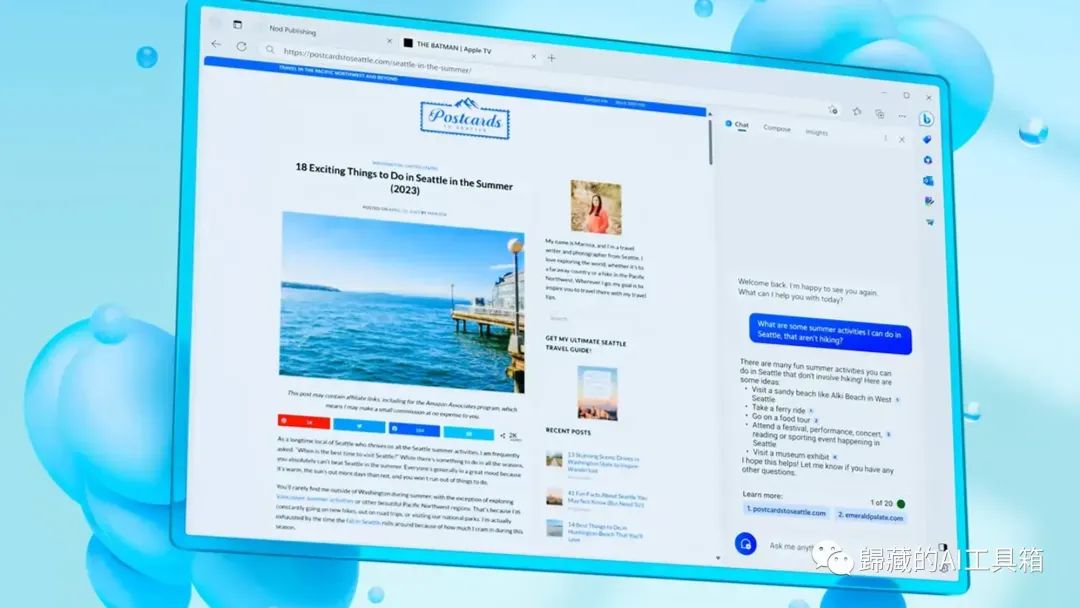 Nod Publishing
THE BATMAN | Apple TV
https://postcardstoseattle.com/seattle-in-the-summer/
TRAVEL IN THE PACIFIC NORTHWEST AND BEYOND
Postcards
TO SEATTLE
WASHINGTON, UNITED STATES
18 Exciting Things to Do in Seattle in the Summer
(2023)
This post may contain affiliate links, including for the Amazon Associates program, which
means I may make a small commission at no expense to you.
2K
As a longtime local of Seattle who thrives on all the Seattle summer activities, I am frequently
asked, "When is the best time to visit Seattle?" While there's something to do in all the seasons,
you absolutely can't beat Seattle in the summer. Everyone is generally in a great mood because
it's warm, the sun's out more days than not, and you won't run out of things to do.
You'll rarely find me outside of Washington during summer, with the exception of exploring
Vancouver summer activities or other beautiful Pacific Northwest regions. That's because I'm
constantly going on new hikes, out on road trips, or visiting our national parks. I'm actually
exhausted by the time the fall in Seattle rolls around because of how much I cram in during this
season.
My name is Marissa, and I'm a travel
writer and photographer from Seattle. I
love exploring the world, whether it's to
a faraway country or a hike in the Pacific
Northwest. Wherever I go, my goal is to
inspire you to travel there with my travel
tips.
Search
GET MY ULTIMATE SEATTLE
TRAVEL GUIDE!
RECENT POSTS
13 Stunning Scenic Drives in
Washington State to Inspire
Wanderlust
41 Fun Facts About Seattle You
May Not Know (But Need To!)
14 Best Things to Do in
Huntington Beach That You'll
Love
Chat
Compose
Insights
Welcome back. I'm happy to see you again.
What can I help you with today?
What are some summer activities I can do in
Seattle, that aren't hiking?
There are many fun summer activities you can
do in Seattle that don't involve hiking! Here are
some ideas:
• Visit a sandy beach like Alki Beach in West
Seattle
• Take a ferry ride
• Go on a food tour
• Attend a festival, performance, concert,
reading or sporting event happening in
Seattle
• Visit a museum exhibit
I hope this helps! Let me know if you have any
other questions.
Learn more:
1 of 20
1. postcardstoseattle.com
2. emeraldpalate.com
Ask me anyth
歸藏的AI工具箱